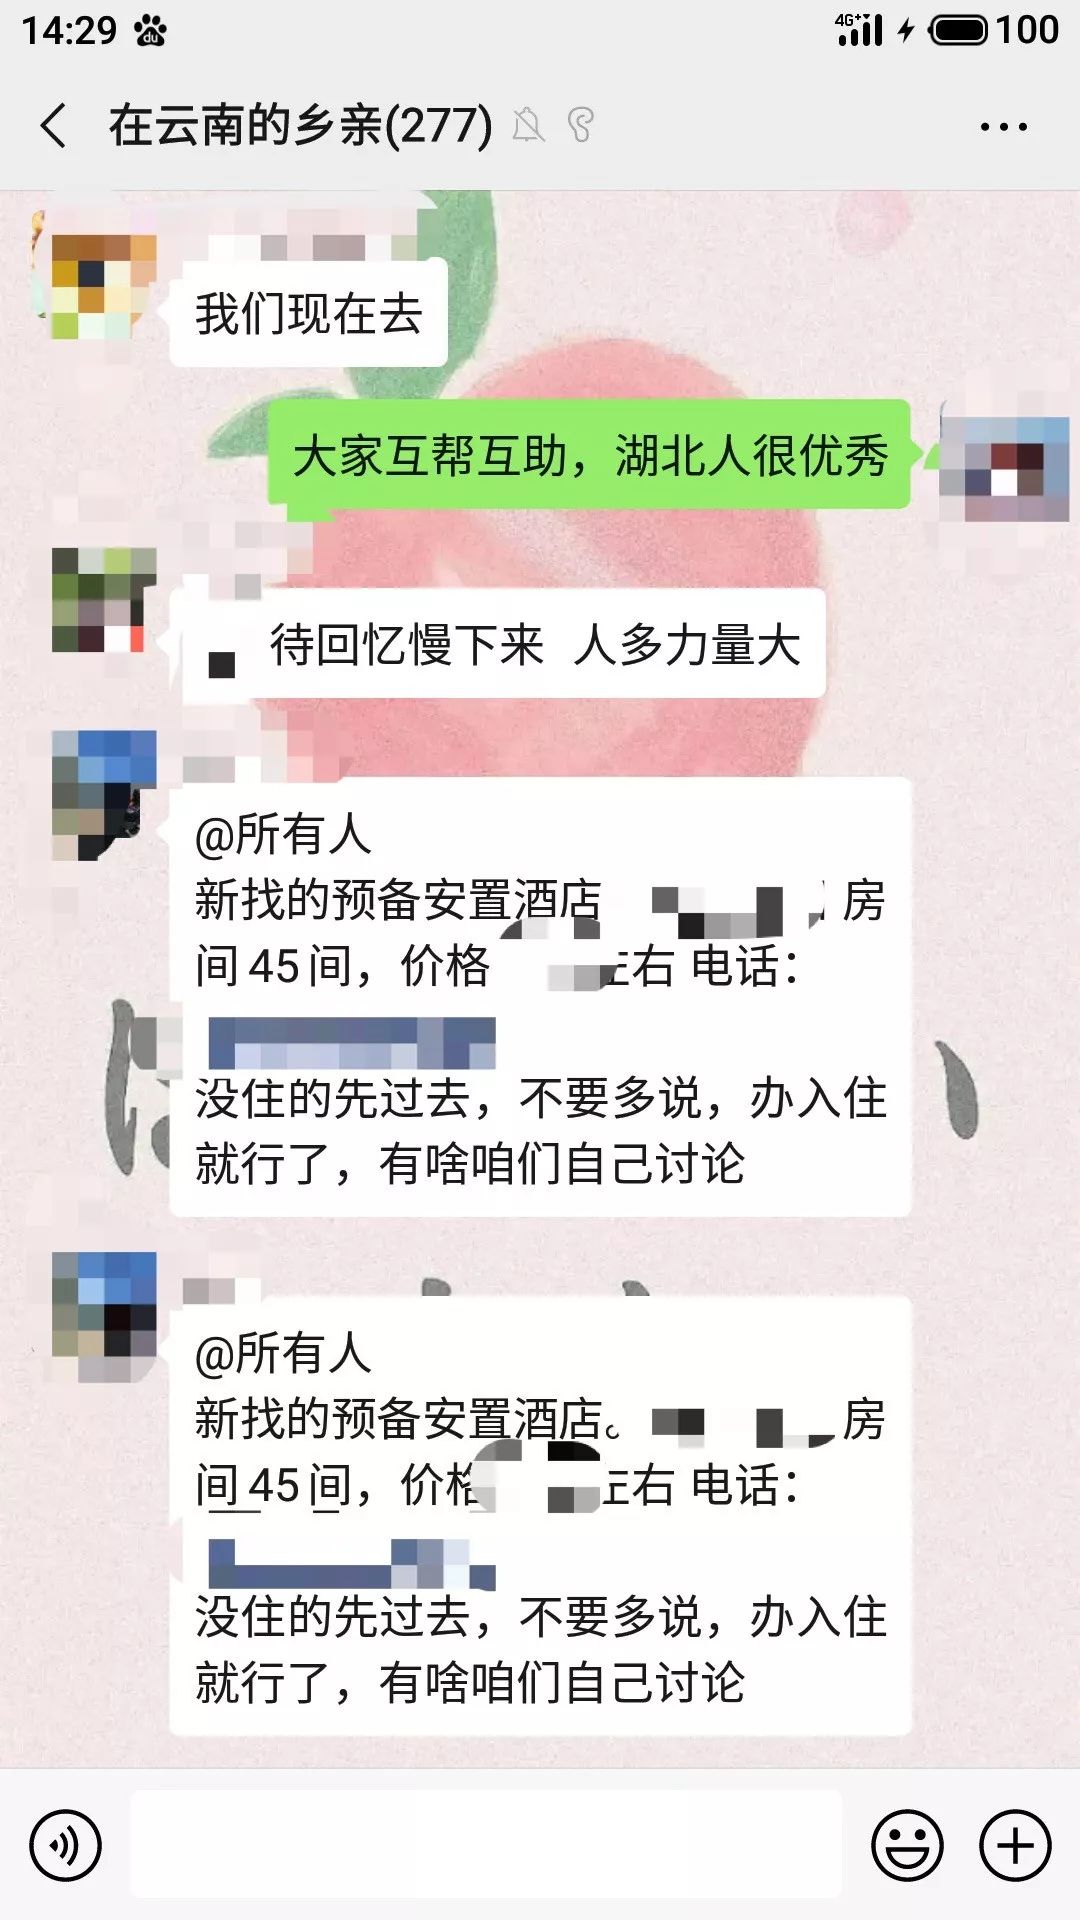 14:29
du
4G+
100
在云南的乡亲(277)
我们现在去
大家互帮互助，湖北人很优秀
待回忆慢下来 人多力量大
@所有人
新找的预备安置酒店 房
间45间，价格 左右 电话：
没住的先过去，不要多说，办入住
就行了，有啥咱们自己讨论
@所有人
新找的预备安置酒店。 房
间45间，价格 左右 电话：
没住的先过去，不要多说，办入住
就行了，有啥咱们自己讨论